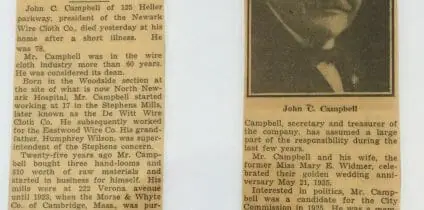 John C. Campbell of 125 Heller
parkway, president of the Newark
Wire Cloth Co., died yesterday at his
home after a short illness. He
was 78.
Mr. Campbell was in the wire
cloth industry more than 60 years.
He was considered its dean.
Born in the Woodside section at
the site of what is now North New-
ark Hospital, Mr. Campbell started
working at 17 in the Stephens Mills,
later known as the De Witt Wire
Cloth Co. He subsequently worked
for the Eastwood Wire Co. His grand-
father, Humphrey Wilson, was super-
intendent of the Stephens concern.
Twenty-five years ago Mr. Camp-
bell bought three hand-looms and
$10 worth of raw materials and
started in business for himself. His
mills were at 222 Verona avenue
until 1923, when the Morse & Whyte
Co. of Cambridge, Mass., was pur-
John C. Campbell
Campbell, secretary and treasurer of
the company, has assumed a large
part of the responsibility during the
last few years.
Mr. Campbell and his wife, the
former Miss Mary E. Widmer, cele-
brated their golden wedding anni-
versary May 21, 1935.
Interested in politics, Mr. Camp-
bell was a candidate for the City
Commission in 1925. He was a mem-